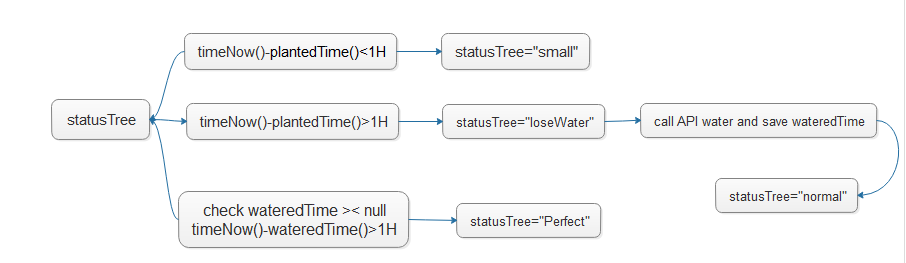 timeNow()-plantedTime()<1H
statusTree="small"
statusTree
timeNow()-plantedTime()>1H
statusTree="loseWater"
call API water and save wateredTime
statusTree="normal"
check wateredTime >< null
timeNow()-wateredTime()>1H
statusTree="Perfect"